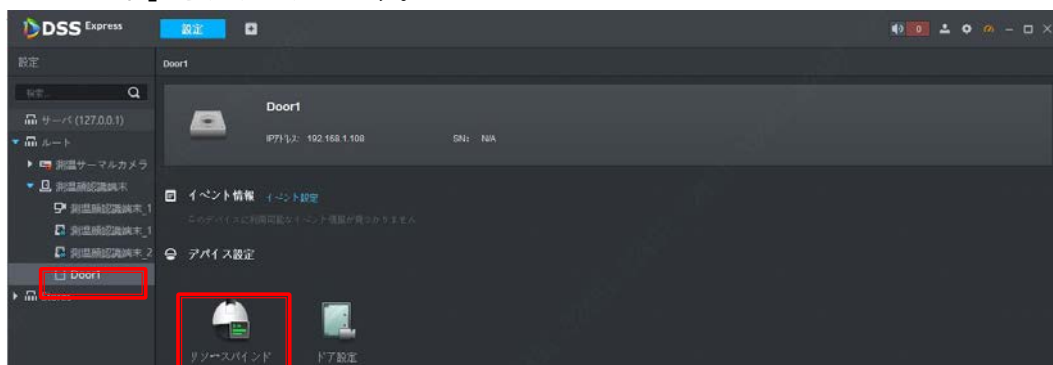 DSS Express
設定
0
設定
Door1
検索...
サーバ (127.0.0.1)
ルート
測温サーマルカメラ
測温顔認識端末
測温顔認識端末_1
測温顔認識端末_1
測温顔認識端末_2
Door1
Door1
IPアドレス: 192.168.1.108
SN: N/A
イベント情報
イベント設定
このデバイスに利用可能なイベント情報が見つかりません
デバイス設定
リソースバインド
ドア設定